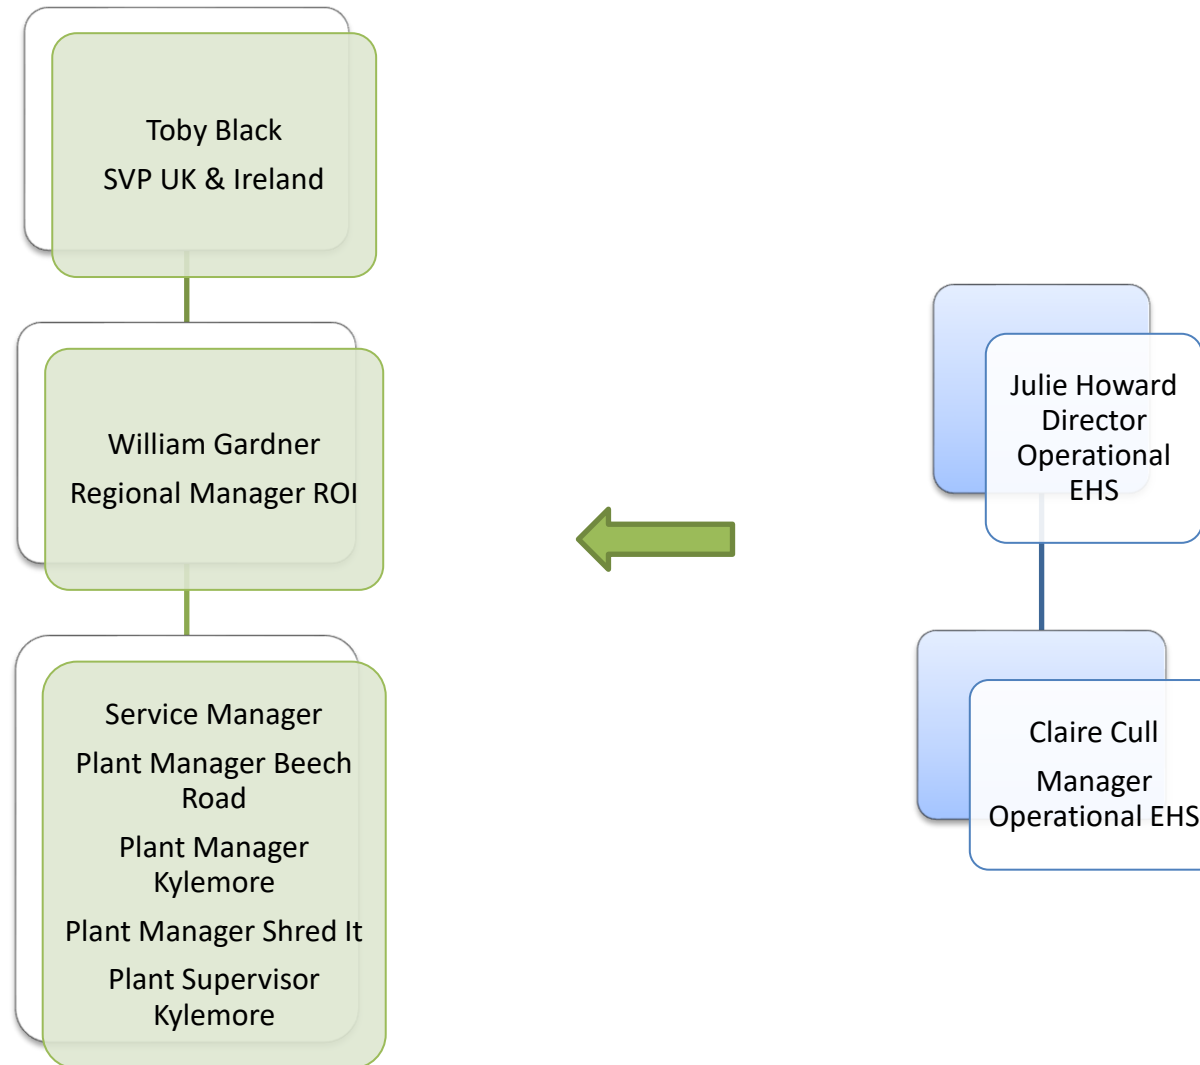 Toby Black
SVP UK & Ireland
William Gardner
Regional Manager ROI
Service Manager
Plant Manager Beech
Road
Plant Manager
Kylemore
Plant Manager Shred It
Plant Supervisor
Kylemore
Julie Howard
Director
Operational
EHS
Claire Cull
Manager
Operational EHS